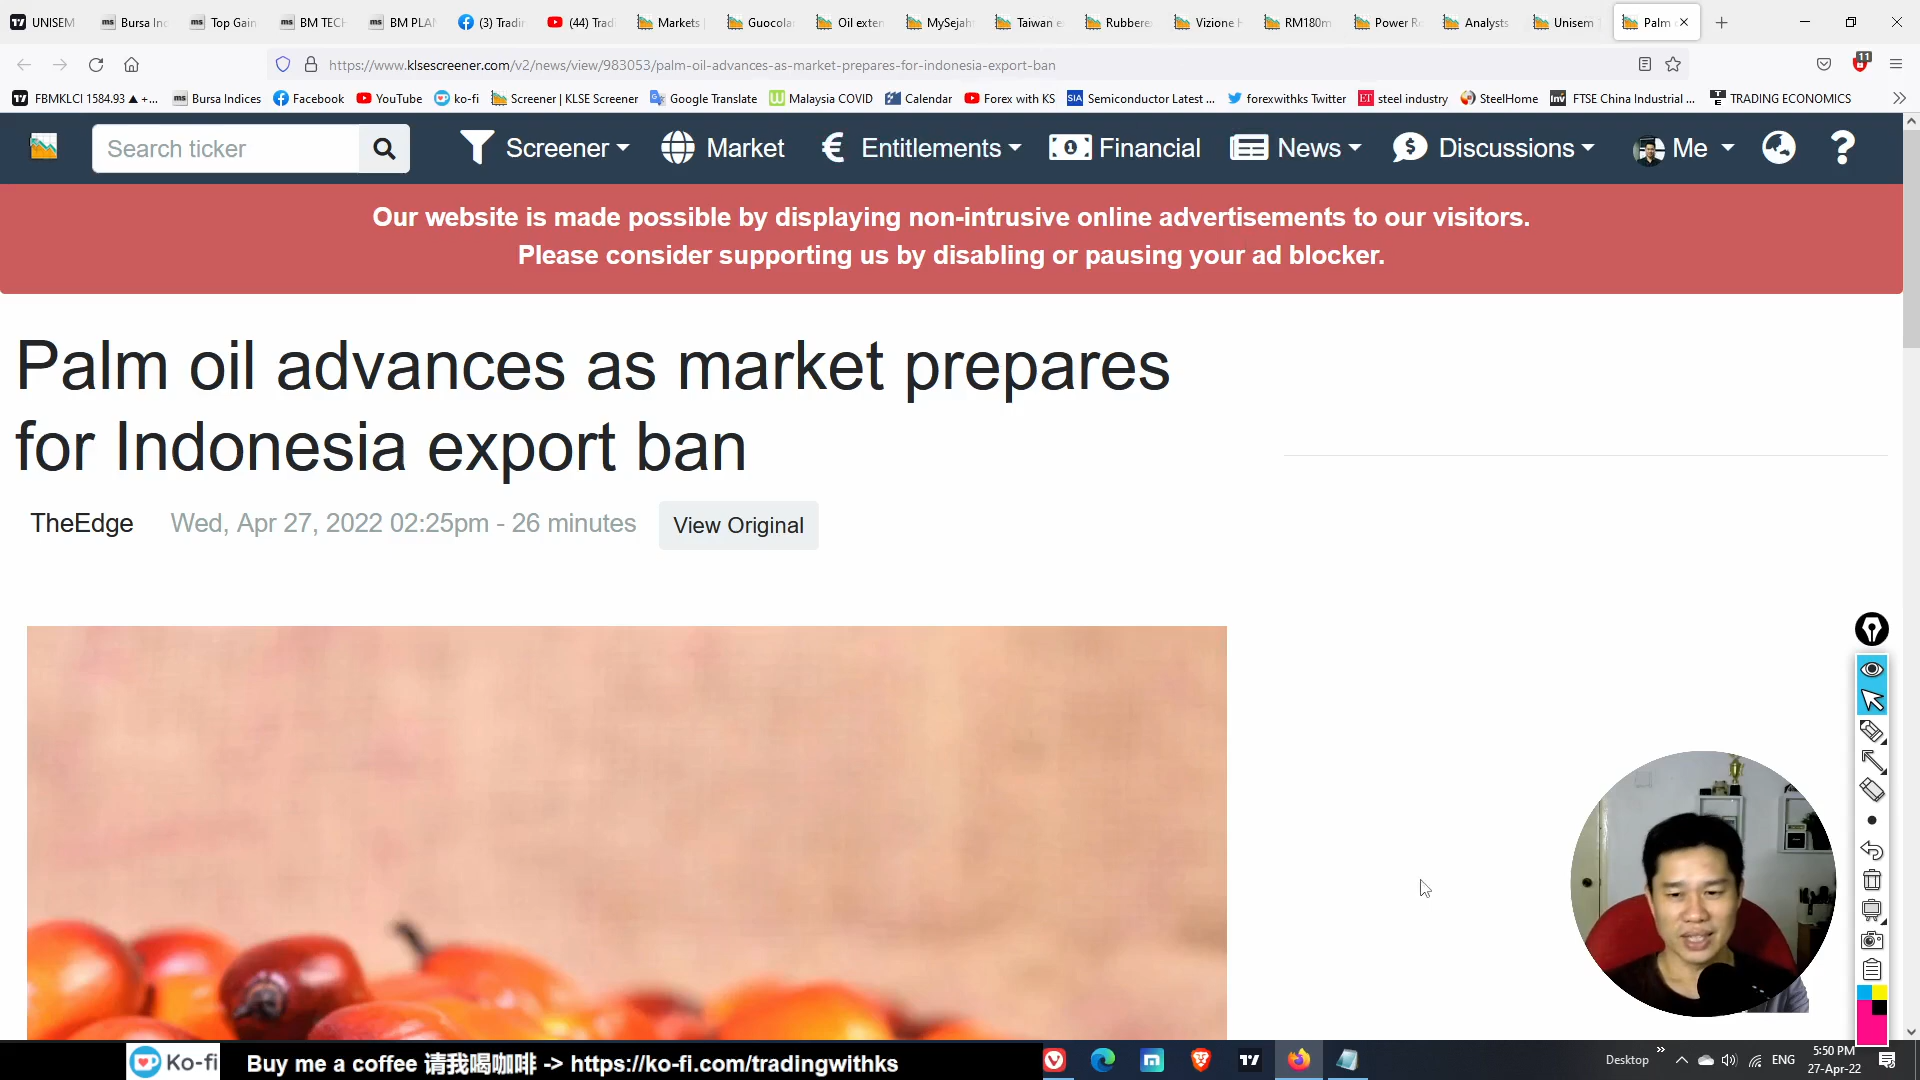 UNISEM
Bursa Inc
Top Gain
BM TECH
BM PLAN
(3) Tradin
(44) Trad
Markets
Guocola
Oil exten
MySejah
Taiwan e
Rubbere
Vizione H
RM180m
Power Ro
Analysts
Unisem
Palm
https://www.klsescreener.com/v2/news/view/983053/palm-oil-advances-as-market-prepares-for-indonesia-export-ban
11
FBMKLCI 1584.93 ▲ +...
Bursa Indices
Facebook
YouTube
ko-fi
Screener | KLSE Screener
Google Translate
Malaysia COVID
Calendar
Forex with KS
Semiconductor Latest ...
forexwithks Twitter
steel industry
SteelHome
FTSE China Industrial ...
TRADING ECONOMICS
Search ticker
Screener
Market
Entitlements
Financial
News
Discussions
Me
Our website is made possible by displaying non-intrusive online advertisements to our visitors.
Please consider supporting us by disabling or pausing your ad blocker.
Palm oil advances as market prepares
for Indonesia export ban
TheEdge
Wed, Apr 27, 2022 02:25pm - 26 minutes
View Original
Ko-fi
Buy me a coffee 请我喝咖啡 -> https://ko-fi.com/tradingwithks
Desktop
ENG
5:50 PM
27-Apr-22